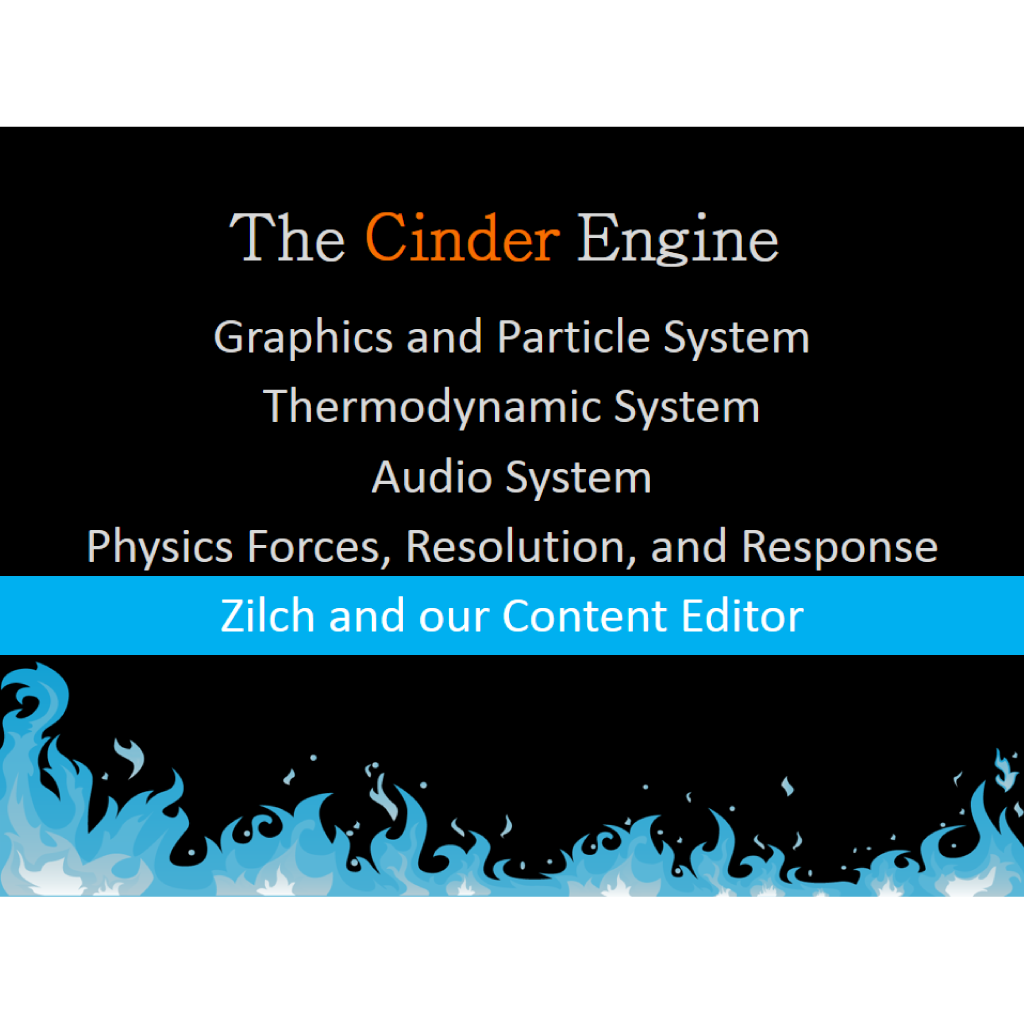 The Cinder Engine
Graphics and Particle System
Thermodynamic System
Audio System
Physics Forces, Resolution, and Response
Zilch and our Content Editor